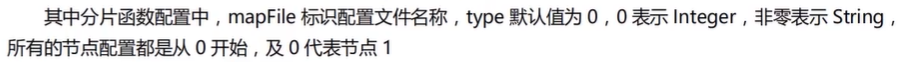 其中分片函数配置中，mapFile 标识配置文件名称，type 默认值为 0，0 表示 Integer，非零表示 String，
所有的节点配置都是从 0 开始，及 0 代表节点 1